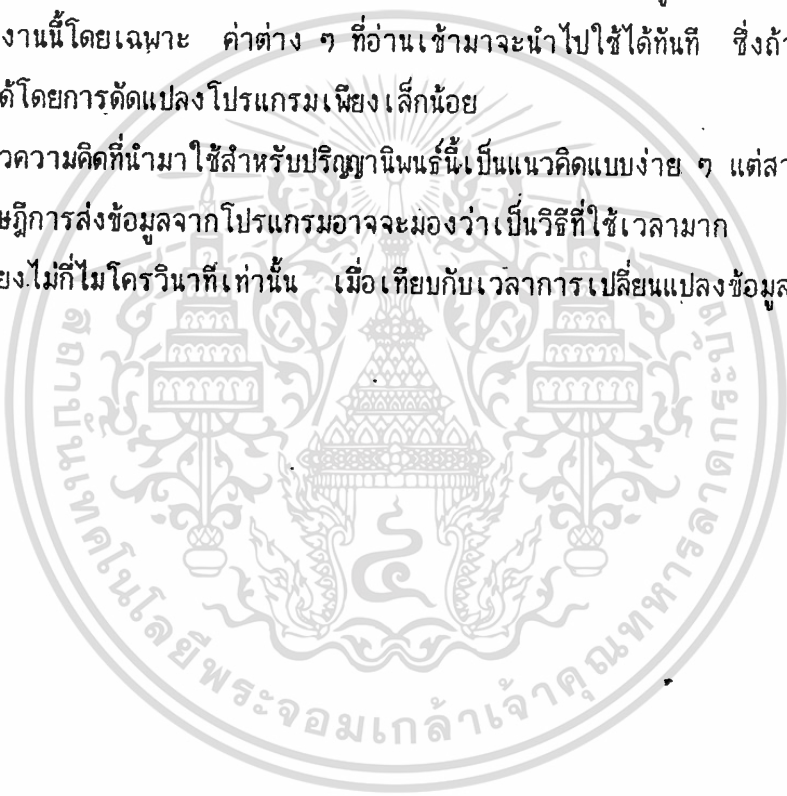 งานนี้โดยเฉพาะ ค่าต่าง ๆ ที่อ่านเข้ามาจะนำไปใช้ได้ทันที ซึ่งถ้า
ด้โดยการดัดแปลงโปรแกรมเพียงเล็กน้อย
วความคิดที่นำมาใช้สำหรับปริญญานิพนธ์นี้เป็นแนวคิดแบบง่าย ๆ แต่สา
ษฎีการส่งข้อมูลจากโปรแกรมอาจจะมองว่าเป็นวิธีที่ใช้เวลามาก
ยงไม่กี่ไมโครวินาทีเท่านั้น เมื่อเทียบกับเวลาการเปลี่ยนแปลงข้อมูล
สถาบันเทคโนโลยีพระจอมเกล้าเจ้าคุณทหารลาดกระบัง